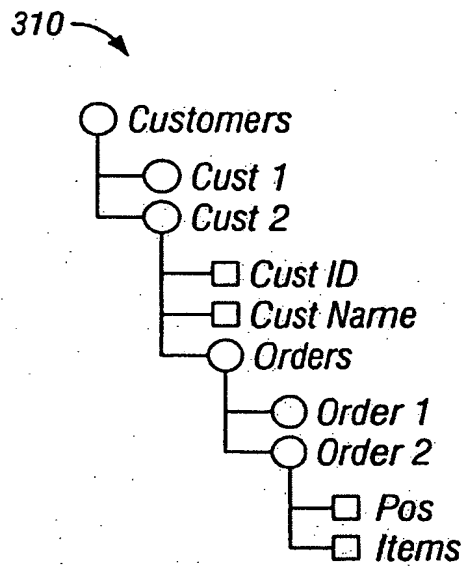 310
Customers
Cust 1
Cust 2
Cust ID
Cust Name
Orders
Order 1
Order 2
Pos
Items